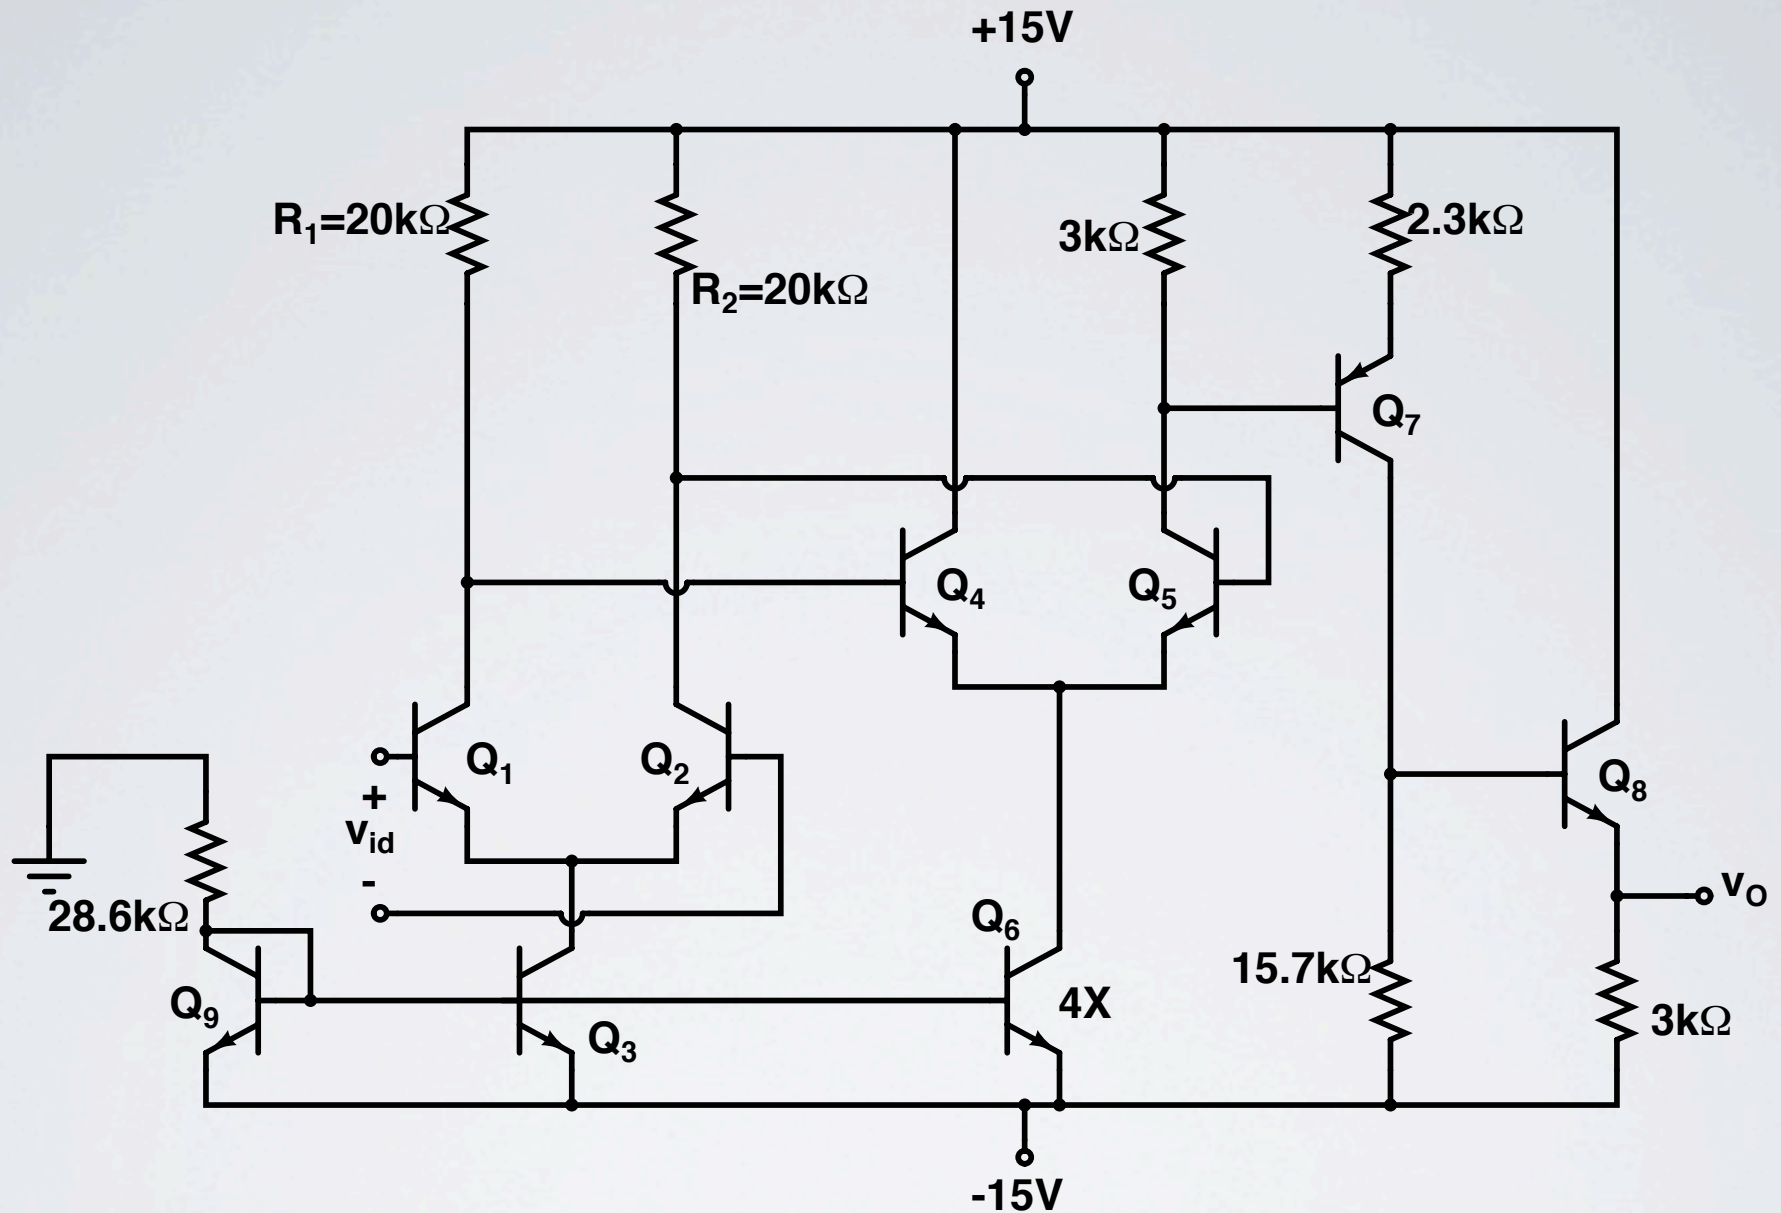 +15V
R₁=20kΩ
R₂=20kΩ
3kΩ
2.3kΩ
Q₇
Q₄
Q₅
Q₁
Q₂
Q₈
+
vᵢd
-
28.6kΩ
Q₆
vO
Q₉
Q₃
4X
15.7kΩ
3kΩ
-15V